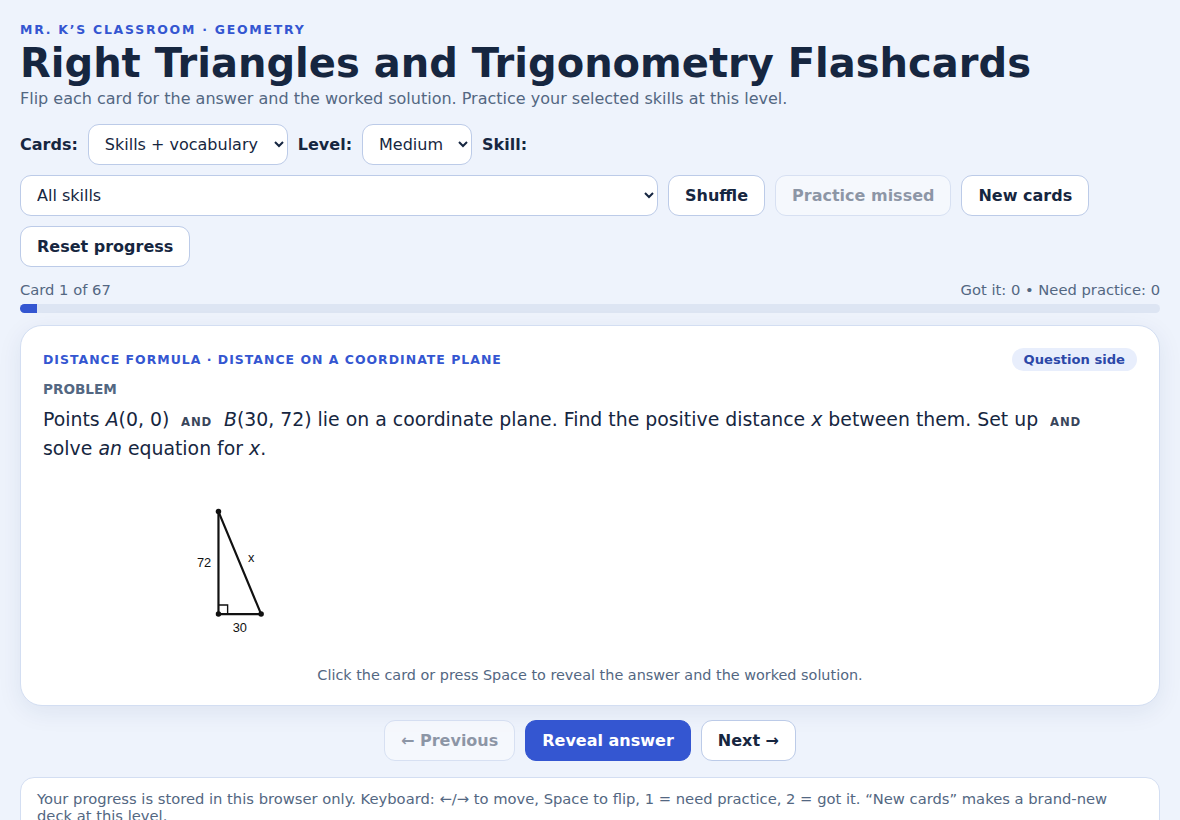 MR. K’S CLASSROOM · GEOMETRY
Right Triangles and Trigonometry Flashcards
Flip each card for the answer and the worked solution. Practice your selected skills at this level.
Cards: Skills + vocabulary Level: Medium Skill:
All skills Shuffle Practice missed New cards
Reset progress
Card 1 of 67 Got it: 0 • Need practice: 0
DISTANCE FORMULA · DISTANCE ON A COORDINATE PLANE Question side
PROBLEM
Points A(0, 0) AND B(30, 72) lie on a coordinate plane. Find the positive distance x between them. Set up AND
solve an equation for x.
72 x
30
Click the card or press Space to reveal the answer and the worked solution.
← Previous Reveal answer Next →
Your progress is stored in this browser only. Keyboard: ←/→ to move, Space to flip, 1 = need practice, 2 = got it. “New cards” makes a brand-new
deck at this level.